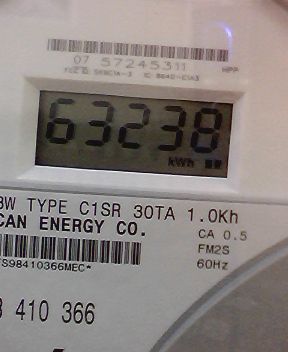 07 57245311
HPP
63238
kWh
3W TYPE C1SR 30TA 1.0Kh
CAN ENERGY CO.
CA 0.5
FM2S
60Hz
S98410366MEC*
410 366